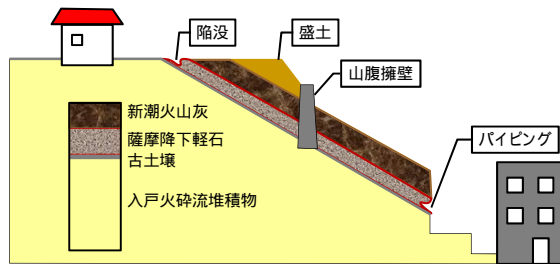 陥没
盛土
山腹擁壁
新潮火山灰
薩摩降下軽石
古土壌
入戸火砕流堆積物
パイピング